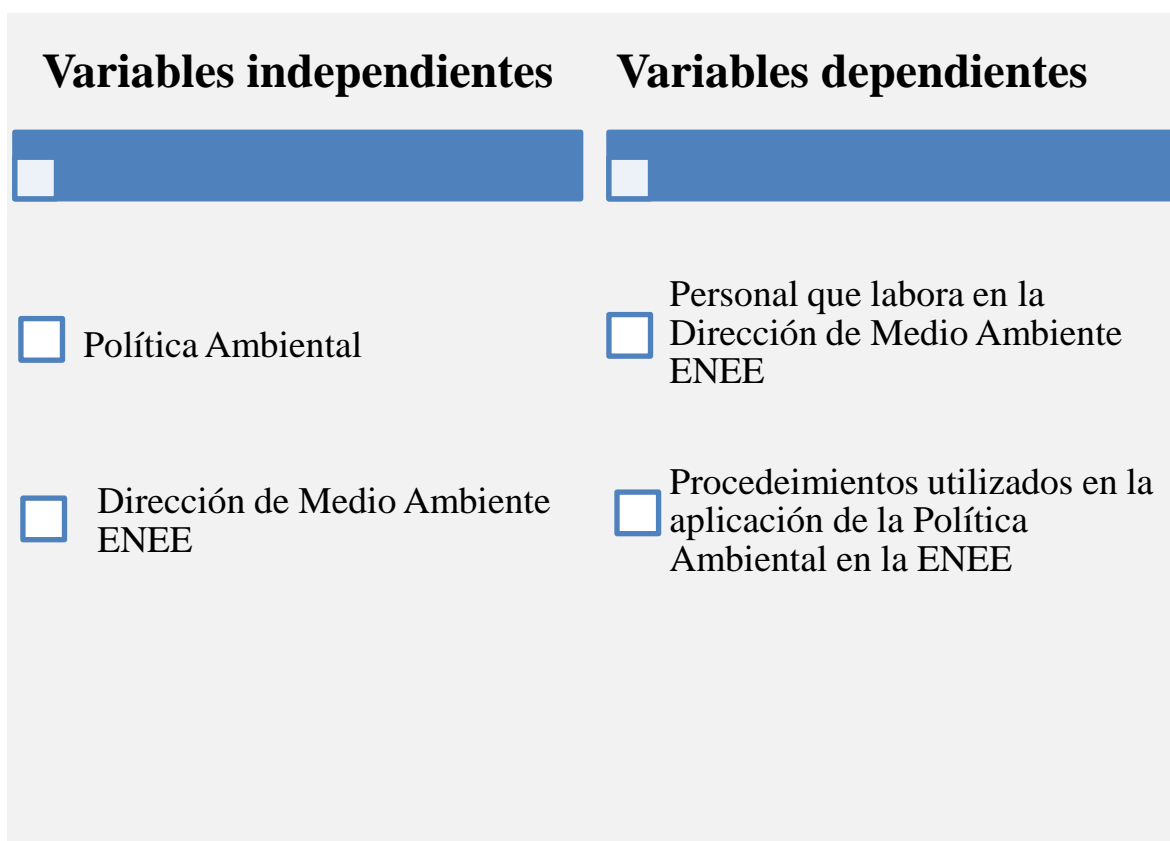 Variables independientes
Política Ambiental
Dirección de Medio Ambiente
ENEE
Variables dependientes
Personal que labora en la
Dirección de Medio Ambiente
ENEE
Procedeimientos utilizados en la
aplicación de la Política
Ambiental en la ENEE